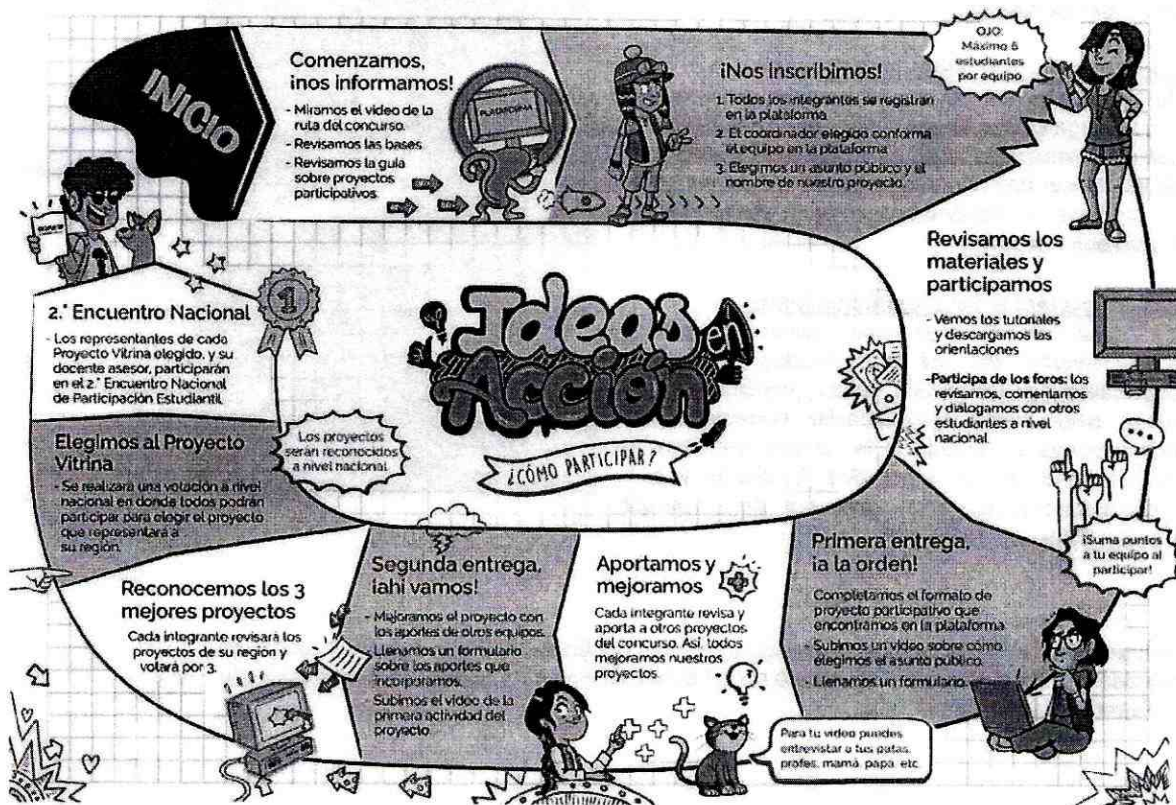 INICIO
Comenzamos,
¡nos informamos!
- Miramos el video de la
ruta del concurso.
- Revisamos las bases.
- Revisamos la guía
sobre proyectos
participativos.
PLATAFORMA
¡Nos inscribimos!
1. Todos los integrantes se registran
en la plataforma
2. El coordinador elegido conforma
el equipo en la plataforma
3. Elegimos un asunto público y el
nombre de nuestro proyecto.
OJO:
Máximo 6
estudiantes
por equipo
Revisamos los
materiales y
participamos
- Vemos los tutoriales
y descargamos las
orientaciones
-Participa de los foros: los
revisamos, comentamos
y dialogamos con otros
estudiantes a nivel
nacional.
¡Suma puntos
a tu equipo al
participar!
Primera entrega,
¡a la orden!
- Completamos el formato de
proyecto participativo que
encontramos en la plataforma
- Subimos un video sobre cómo
elegimos el asunto público.
- Llenamos un formulario.
Para tu video puedes
entrevistar a tus patas,
profes, mamá, papá, etc
Aportamos y
mejoramos
Cada integrante revisa y
aporta a otros proyectos
del concurso. Así, todos
mejoramos nuestros
proyectos.
Segunda entrega,
¡ahí vamos!
- Mejoramos el proyecto con
los aportes de otros equipos.
- Llenamos un formulario
sobre los aportes que
incorporamos.
- Subimos el video de la
primera actividad del
proyecto.
Reconocemos los 3
mejores proyectos
Cada integrante revisará los
proyectos de su región y
votará por 3.
Elegimos al Proyecto
Vitrina
- Se realizará una votación a nivel
nacional en donde todos podrán
participar para elegir el proyecto
que representará a
su región.
Los proyectos
serán reconocidos
a nivel nacional
2.° Encuentro Nacional
- Los representantes de cada
Proyecto Vitrina elegido, y su
docente asesor, participarán
en el 2.° Encuentro Nacional
de Participación Estudiantil.
1
Ideas en
Acción
¿CÓMO PARTICIPAR?